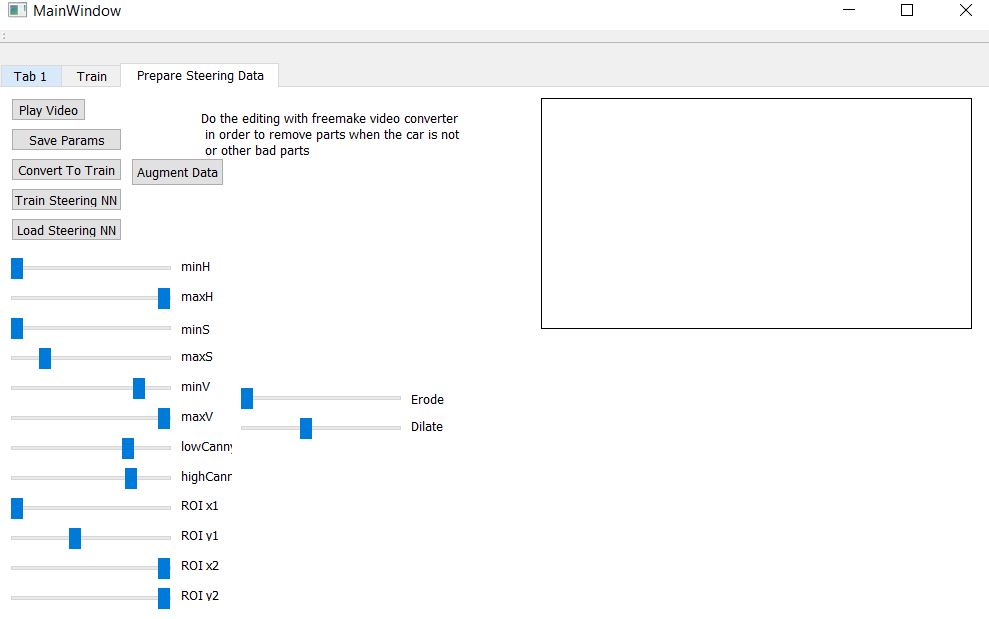 MainWindow
Tab 1 Train Prepare Steering Data
Play Video
Save Params
Convert To Train
Train Steering NN
Load Steering NN
Augment Data
Do the editing with freemake video converter
in order to remove parts when the car is not
or other bad parts
minH
maxH
minS
maxS
minV
maxV
lowCanny
highCanr
ROI x1
ROI y1
ROI x2
ROI y2
Erode
Dilate